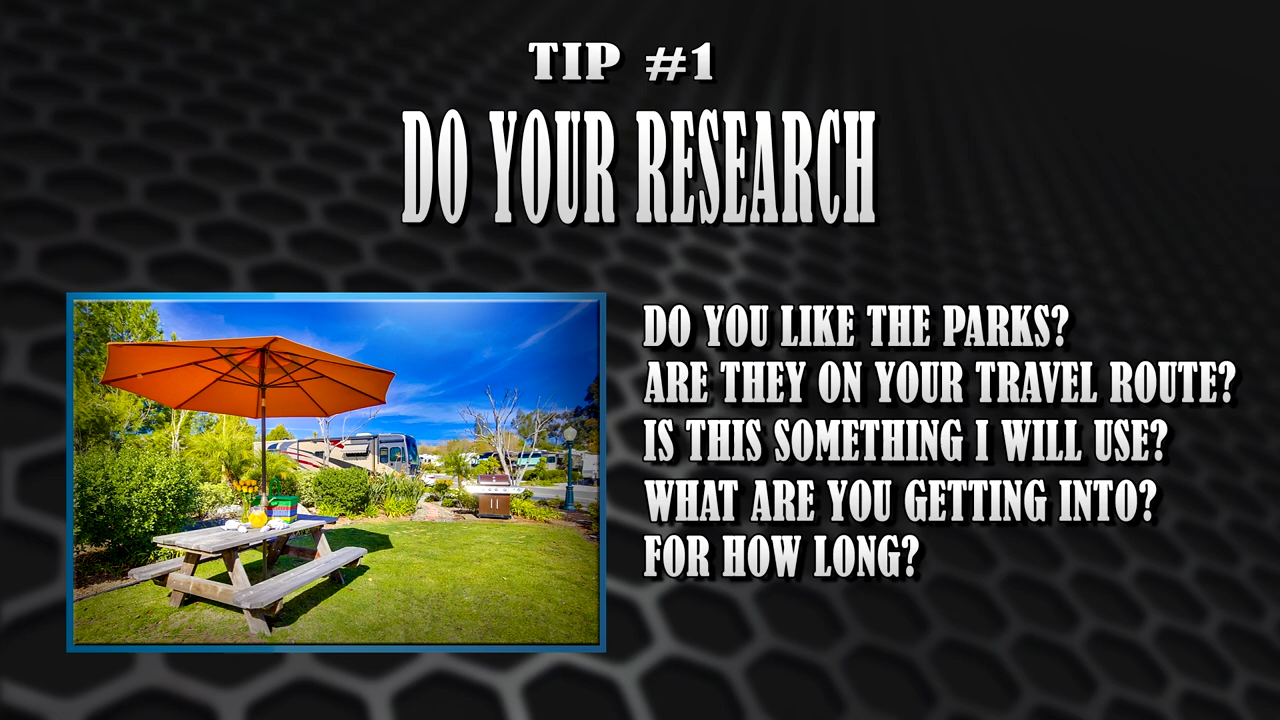 TIP #1
DO YOUR RESEARCH
DO YOU LIKE THE PARKS?
ARE THEY ON YOUR TRAVEL ROUTE?
IS THIS SOMETHING I WILL USE?
WHAT ARE YOU GETTING INTO?
FOR HOW LONG?